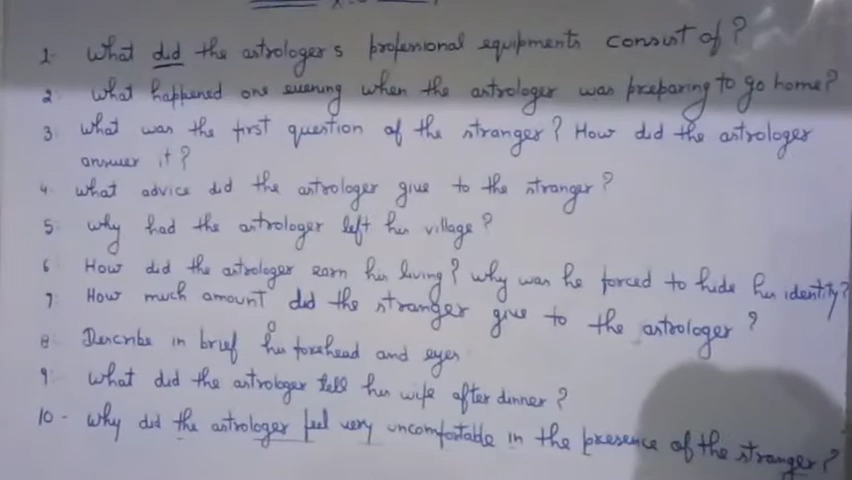 1. What did the astrologers professional equipments consist of?
2. What happened one evening when the astrologer was preparing to go home?
3. What was the first question of the stranger? How did the astrologer
answer it?
4. What advice did the astrologer give to the stranger?
5. Why had the astrologer left his village?
6. How did the astrologer earn his living? Why was he forced to hide his identity?
7. How much amount did the stranger give to the astrologer?
8. Describe in brief his forehead and eyes
9. What did the astrologer tell his wife after dinner?
10- Why did the astrologer feel very uncomfortable in the presence of the stranger?